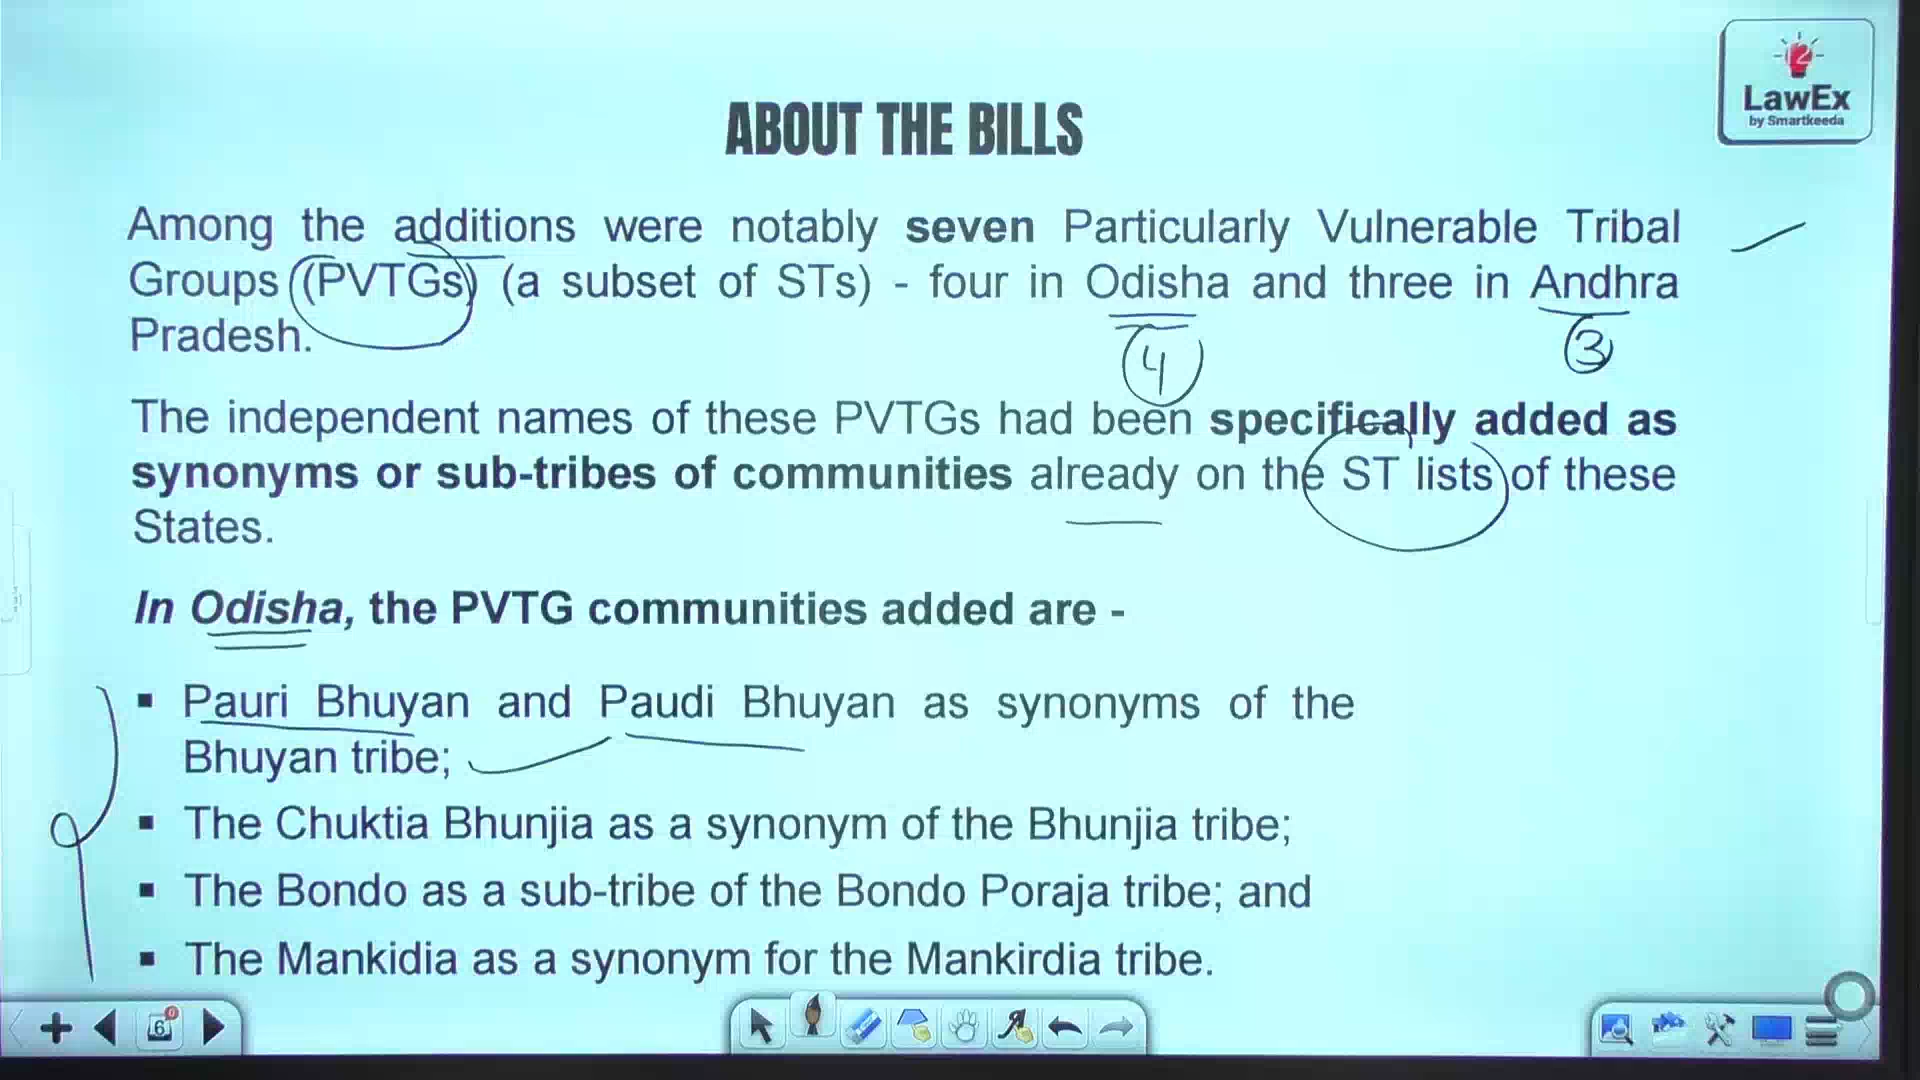 LawEx
by Smartkeeda
ABOUT THE BILLS
Among the additions were notably seven Particularly Vulnerable Tribal
Groups (PVTGs) (a subset of STs) - four in Odisha and three in Andhra
Pradesh.
4
3
The independent names of these PVTGs had been specifically added as
synonyms or sub-tribes of communities already on the ST lists of these
States.
In Odisha, the PVTG communities added are -
▪ Pauri Bhuyan and Paudi Bhuyan as synonyms of the
Bhuyan tribe;
▪ The Chuktia Bhunjia as a synonym of the Bhunjia tribe;
▪ The Bondo as a sub-tribe of the Bondo Poraja tribe; and
▪ The Mankidia as a synonym for the Mankirdia tribe.
6
0